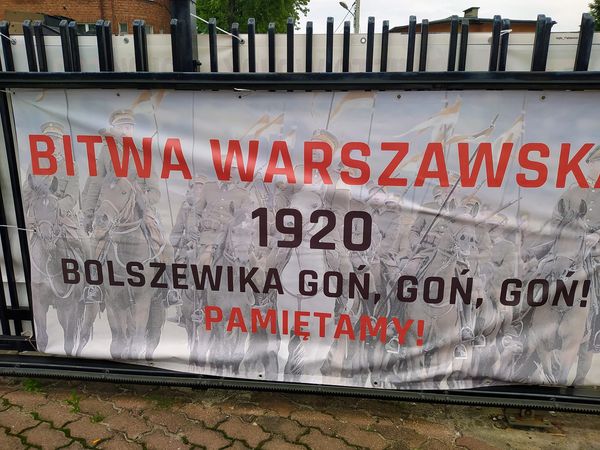 BITWA WARSZAWSKA
1920
BOLSZEWIKA GOŃ, GOŃ, GOŃ!
PAMIĘTAMY!